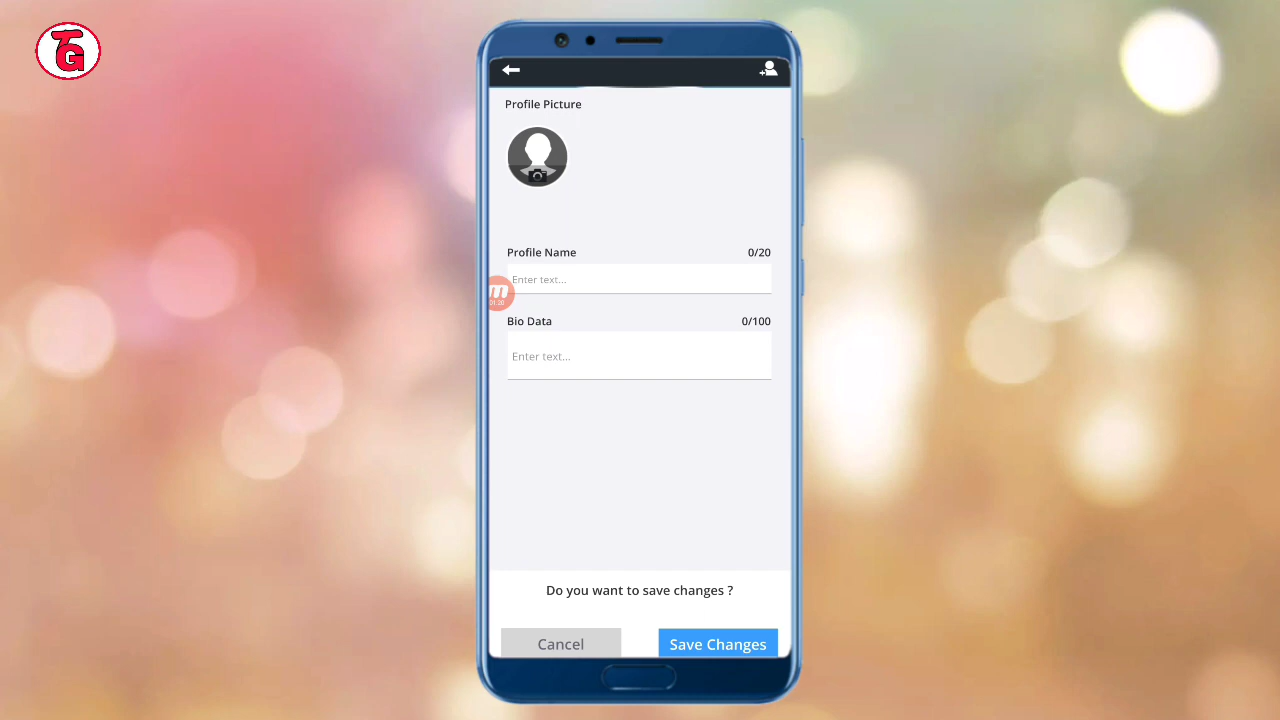 TG
Profile Picture
Profile Name 0/20
Enter text...
Bio Data 0/100
Enter text...
Do you want to save changes ?
Cancel Save Changes